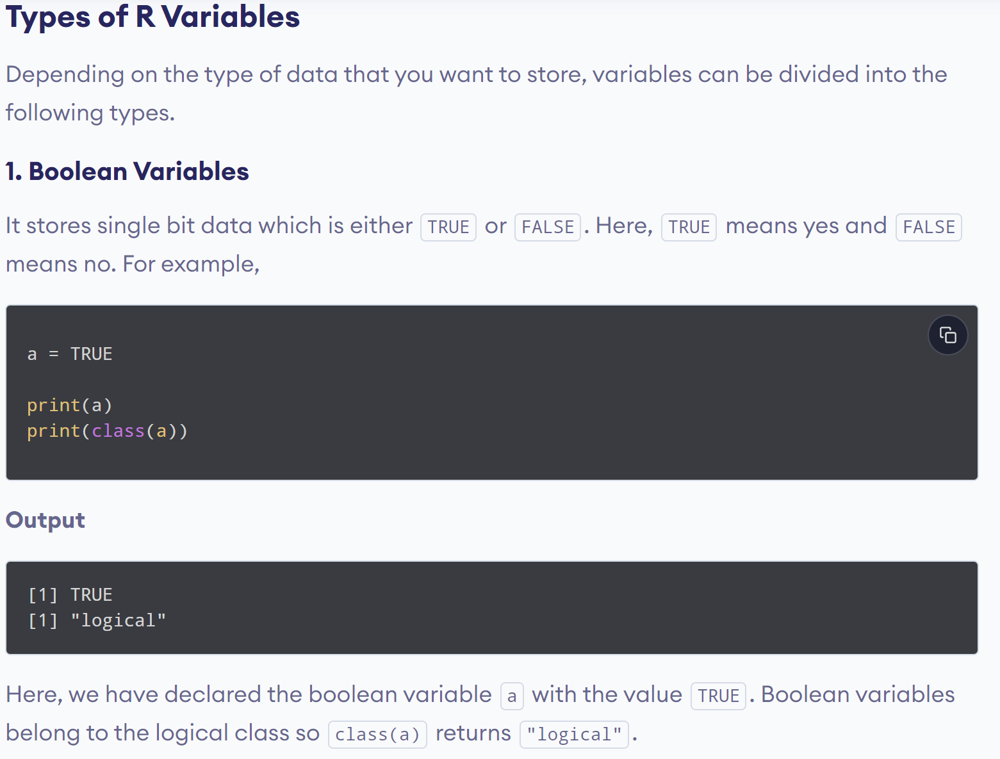 Types of R Variables
Depending on the type of data that you want to store, variables can be divided into the
following types.
1. Boolean Variables
It stores single bit data which is either TRUE or FALSE. Here, TRUE means yes and FALSE
means no. For example,
a = TRUE
print(a)
print(class(a))
Output
[1] TRUE
[1] "logical"
Here, we have declared the boolean variable a with the value TRUE. Boolean variables
belong to the logical class so class(a) returns "logical".